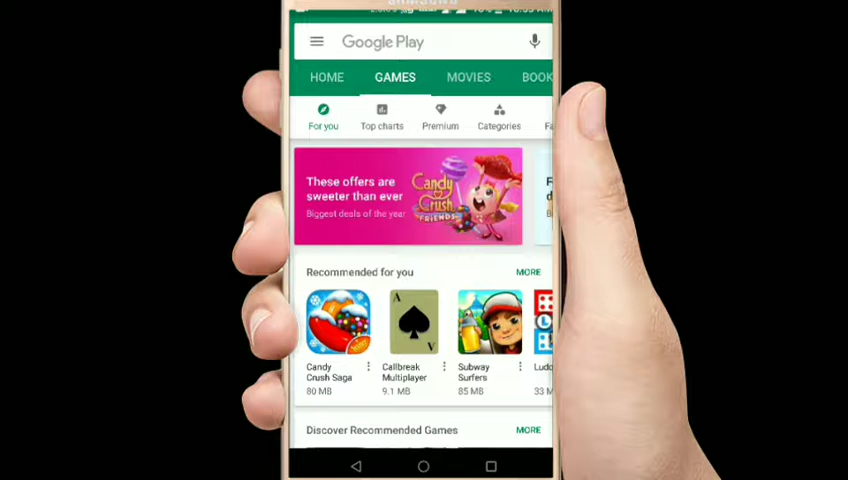 SAMSUNG
Google Play
HOME GAMES MOVIES BOOK
For you Top charts Premium Categories Fa
These offers are
sweeter than ever
Biggest deals of the year
Candy
Crush
FRIENDS
Recommended for you MORE
A
Candy
Crush Saga
80 MB
Callbreak
Multiplayer
9.1 MB
Subway
Surfers
85 MB
Ludo
33 M
Discover Recommended Games MORE